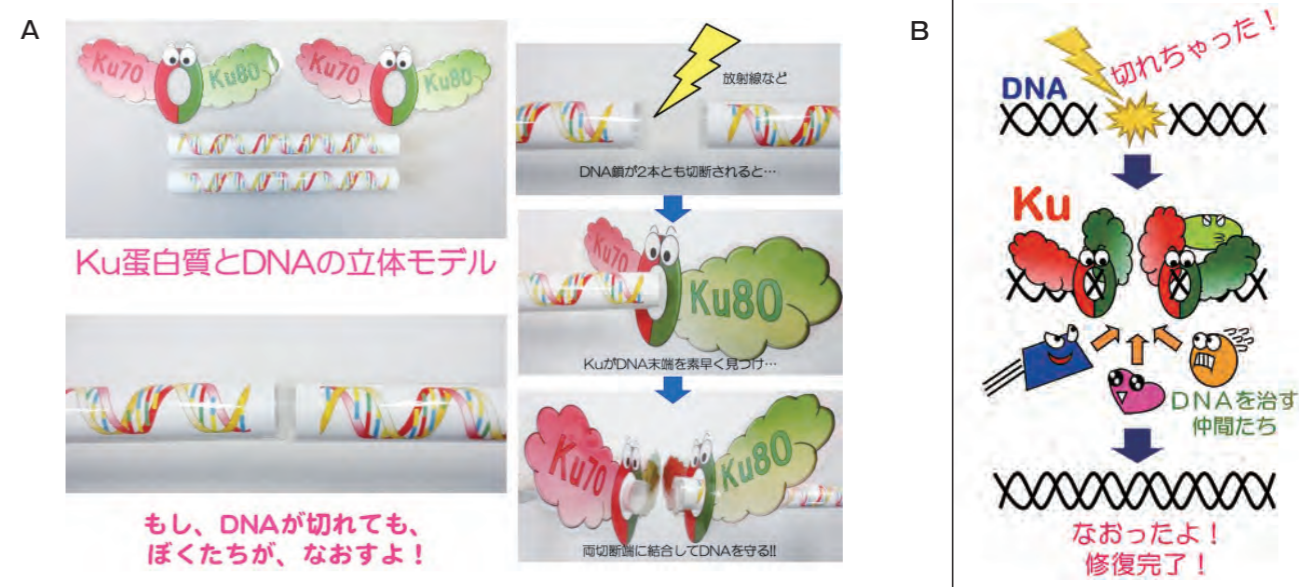 A
Ku70
Ku80
Ku70
Ku80
Ku蛋白質とDNAの立体モデル
もし、DNAが切れても、
ぼくたちが、なおすよ！
放射線など
DNA鎖が2本とも切断されると…
Ku70
Ku80
KuがDNA末端を素早く見つけ…
Ku70
Ku80
両切断端に結合してDNAを守る!!
B
切れちゃった！
DNA
Ku
DNAを治す
仲間たち
なおったよ！
修復完了！